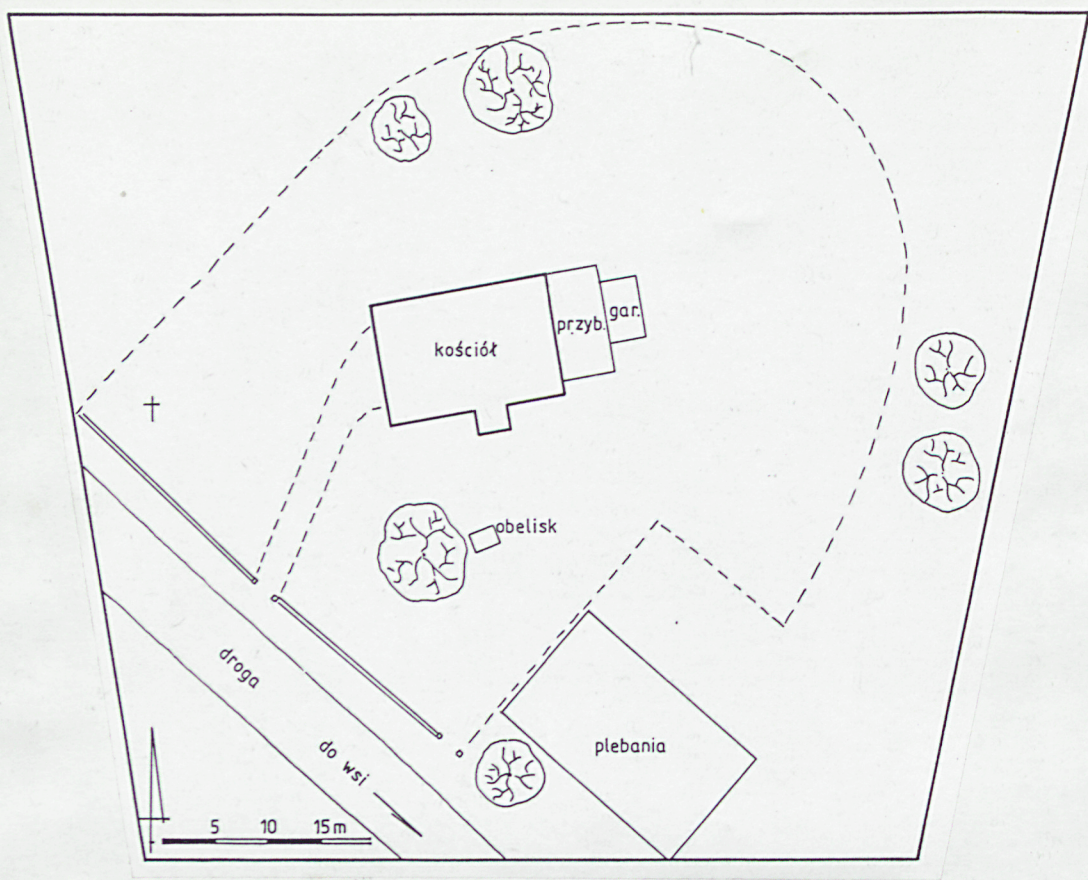 gar.
przyb.
kościół
obelisk
droga
do wsi
plebania
5 10 15 m